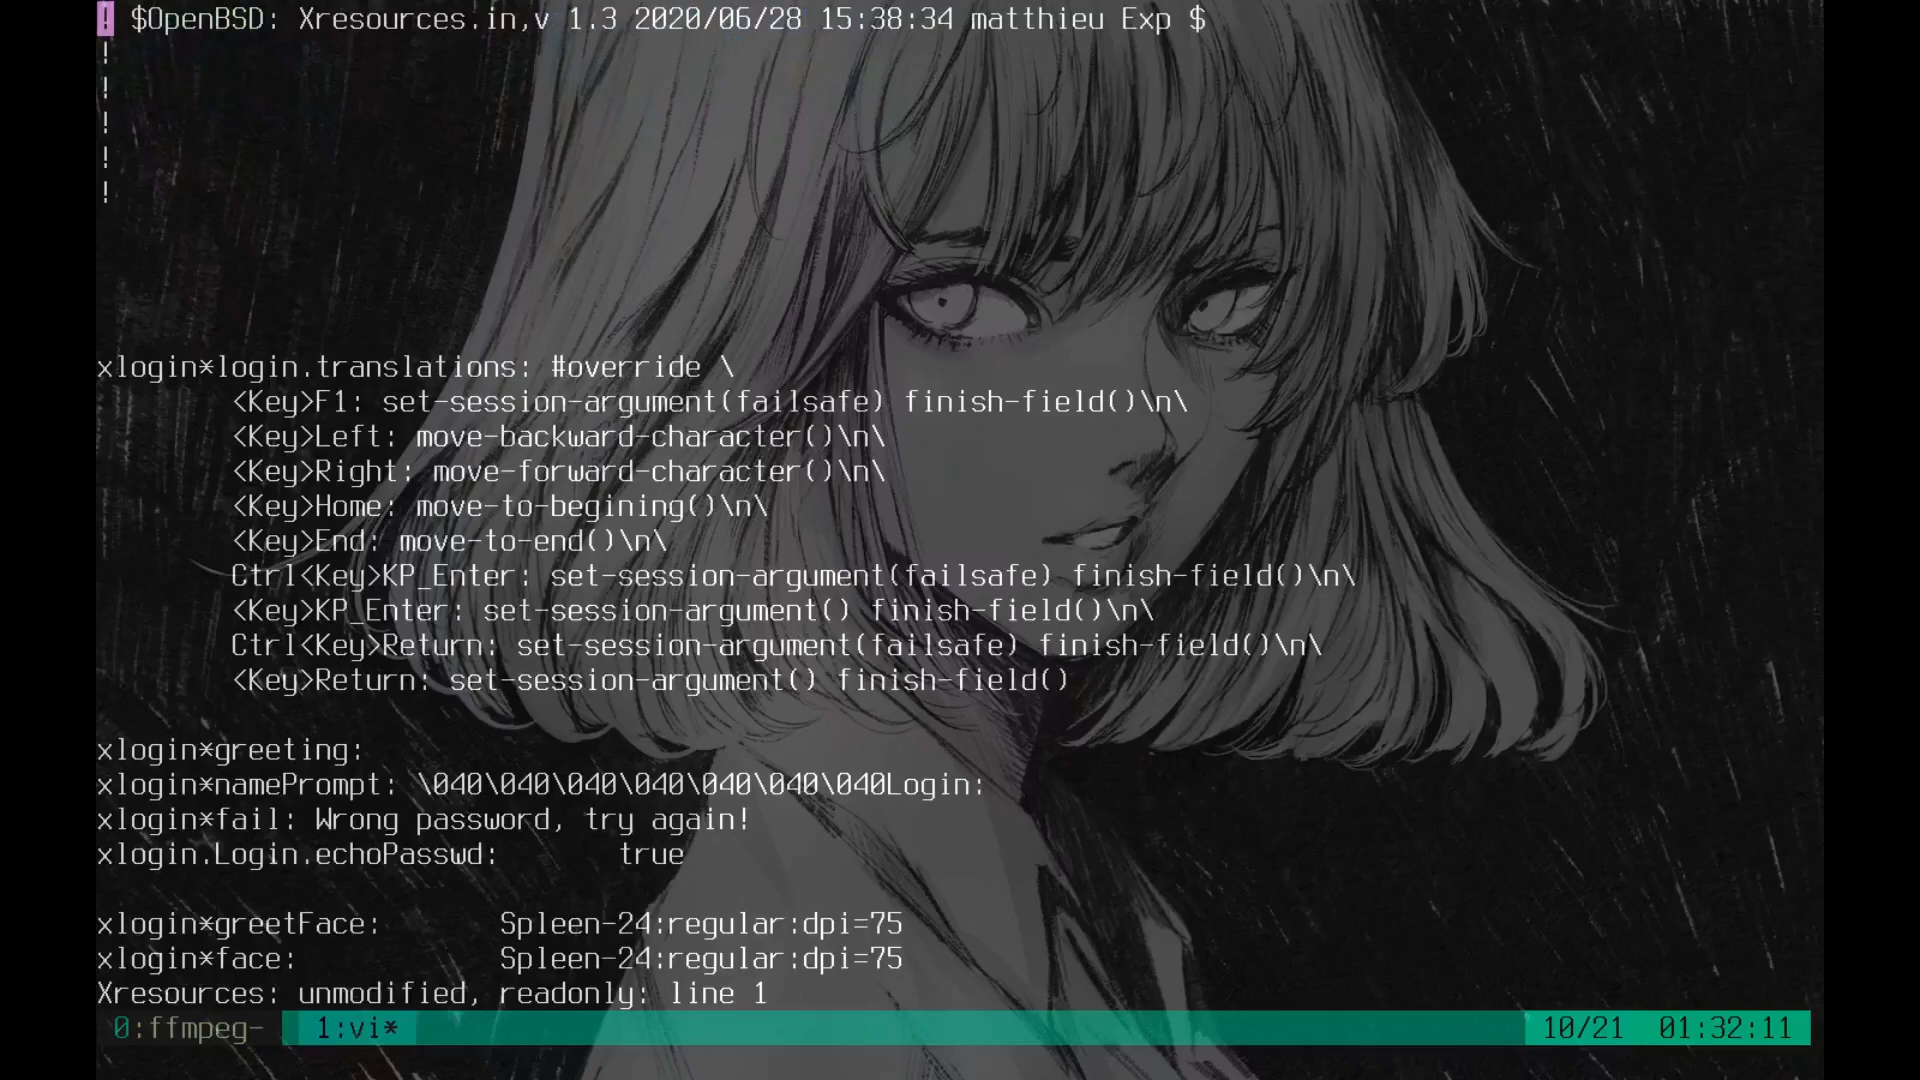 ! $OpenBSD: Xresources.in,v 1.3 2020/06/28 15:38:34 matthieu Exp $
!
!
!
!
!
xlogin*login.translations: #override \
        <Key>F1: set-session-argument(failsafe) finish-field()\n\
        <Key>Left: move-backward-character()\n\
        <Key>Right: move-forward-character()\n\
        <Key>Home: move-to-begining()\n\
        <Key>End: move-to-end()\n\
        Ctrl<Key>KP_Enter: set-session-argument(failsafe) finish-field()\n\
        <Key>KP_Enter: set-session-argument() finish-field()\n\
        Ctrl<Key>Return: set-session-argument(failsafe) finish-field()\n\
        <Key>Return: set-session-argument() finish-field()
xlogin*greeting:
xlogin*namePrompt: \040\040\040\040\040\040\040Login:
xlogin*fail: Wrong password, try again!
xlogin.Login.echoPasswd:       true
xlogin*greetFace:       Spleen-24:regular:dpi=75
xlogin*face:            Spleen-24:regular:dpi=75
Xresources: unmodified, readonly: line 1
0:ffmpeg-  1:vi*  10/21  01:32:11